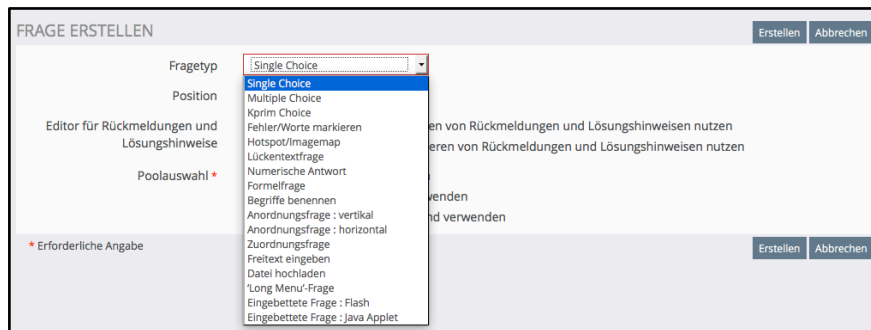 FRAGE ERSTELLEN
Erstellen Abbrechen
Fragetyp
Single Choice
Single Choice
Position
Multiple Choice
Kprim Choice
Editor für Rückmeldungen und
Lösungshinweise
Fehler/Worte markieren
en von Rückmeldungen und Lösungshinweisen nutzen
Hotspot/Imagemap
eren von Rückmeldungen und Lösungshinweisen nutzen
Lückentextfrage
Poolauswahl *
Numerische Antwort
Formelfrage
wenden
Begriffe benennen
Anordnungsfrage : vertikal
nd verwenden
Anordnungsfrage : horizontal
* Erforderliche Angabe
Zuordnungsfrage
Erstellen Abbrechen
Freitext eingeben
Datei hochladen
'Long Menu'-Frage
Eingebettete Frage : Flash
Eingebettete Frage : Java Applet